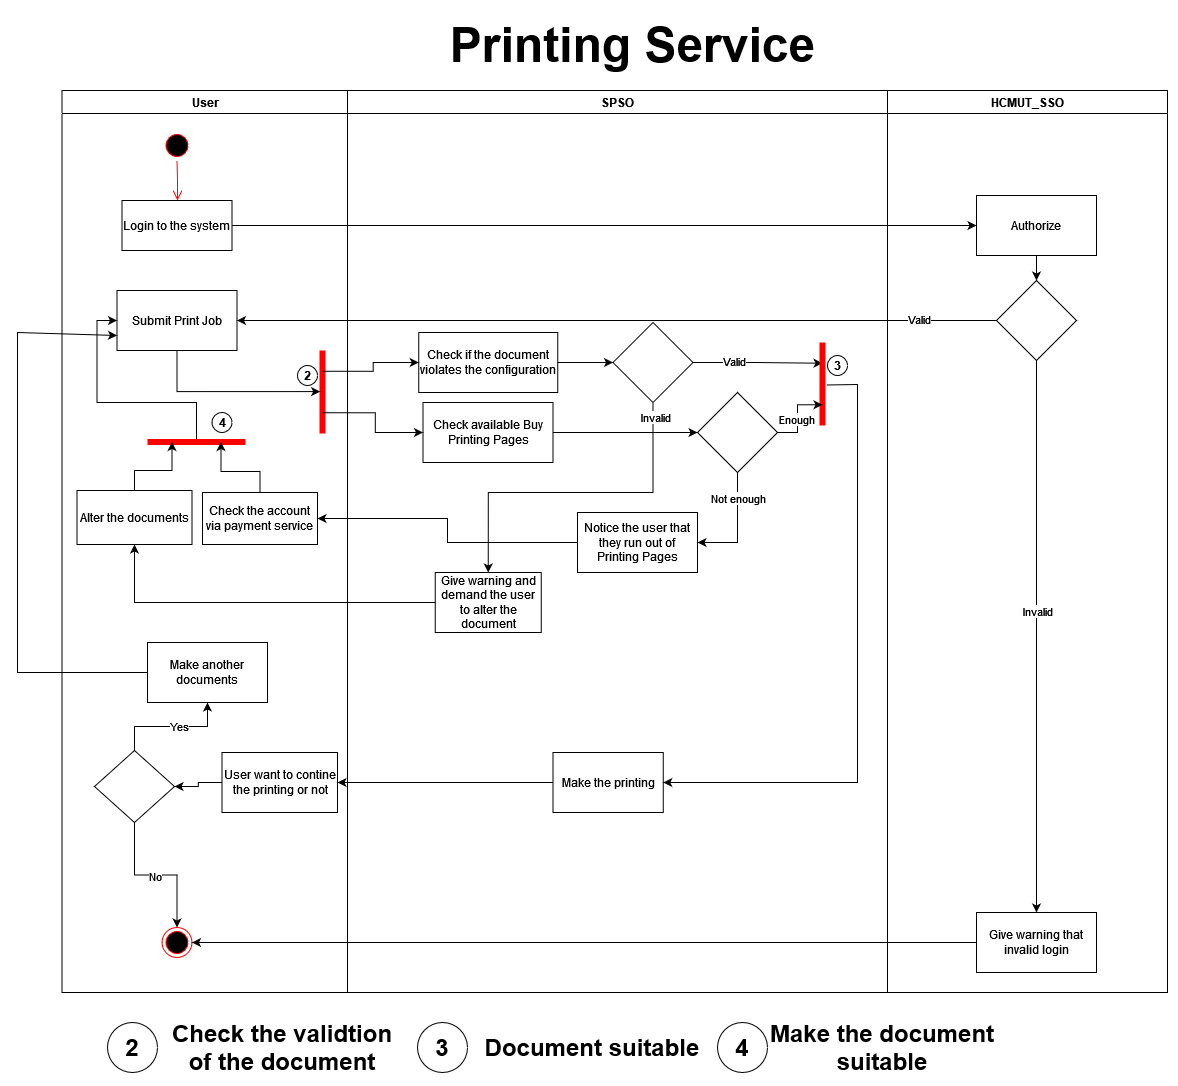 Printing Service
User
SPSO
HCMUT_SSO
Login to the system
Authorize
Submit Print Job
Valid
Check if the document
violates the configuration
Valid
3
2
Invalid
Check available Buy
Printing Pages
Enough
4
Not enough
Alter the documents
Check the account
via payment service
Notice the user that
they run out of
Printing Pages
Give warning and
demand the user
to alter the
document
Invalid
Make another
documents
Yes
User want to contine
the printing or not
Make the printing
No
Give warning that
invalid login
2
Check the validtion
of the document
3
Document suitable
4
Make the document
suitable